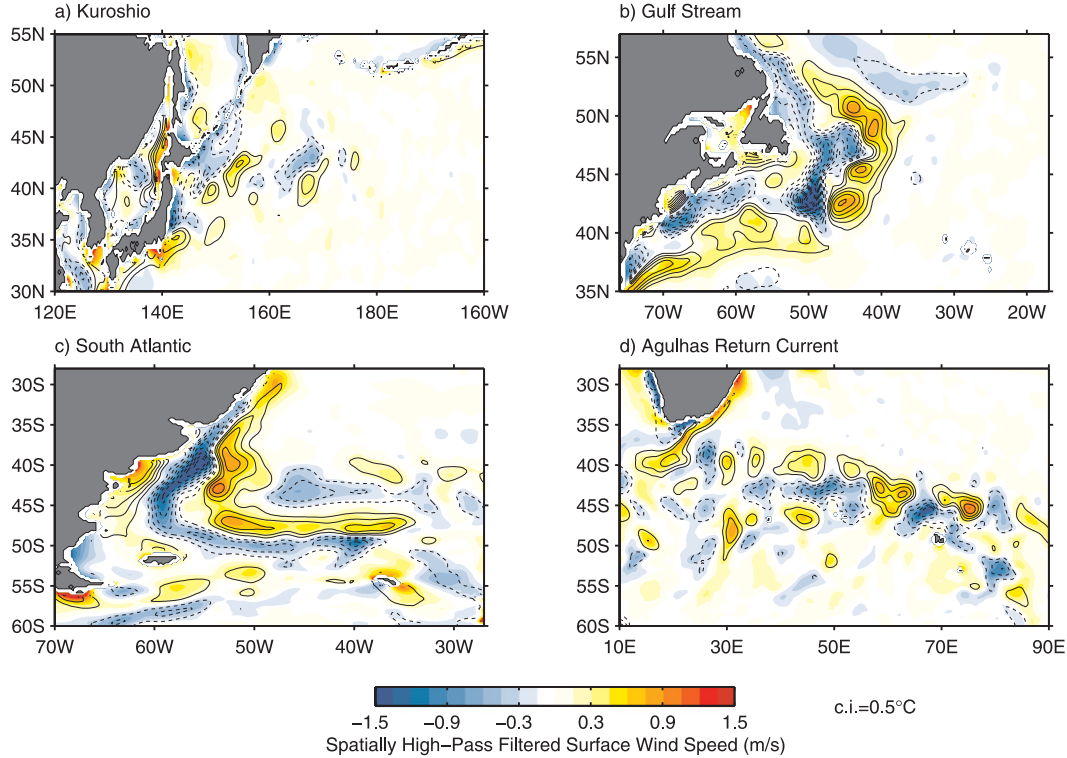 a) Kuroshio
b) Gulf Stream
55N
50N
45N
40N
35N
30N
120E
140E
160E
180E
160W
55N
50N
45N
40N
35N
70W
60W
50W
40W
30W
20W
c) South Atlantic
d) Agulhas Return Current
30S
35S
40S
45S
50S
55S
60S
70W
60W
50W
40W
30W
30S
35S
40S
45S
50S
55S
60S
10E
30E
50E
70E
90E
−1.5 −0.9 −0.3 0.3 0.9 1.5
c.i.=0.5°C
Spatially High−Pass Filtered Surface Wind Speed (m/s)